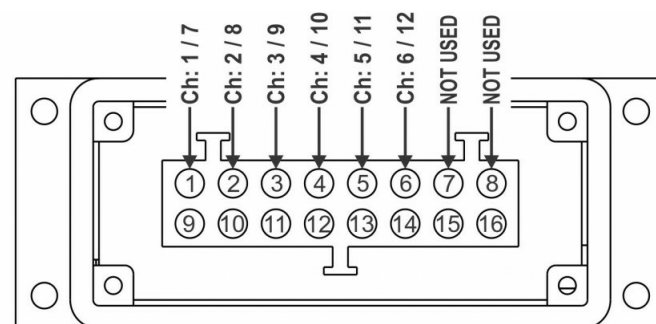 Ch: 1 / 7
Ch: 2 / 8
Ch: 3 / 9
Ch: 4 / 10
Ch: 5 / 11
Ch: 6 / 12
NOT USED
NOT USED
1 2 3 4 5 6 7 8
9 10 11 12 13 14 15 16